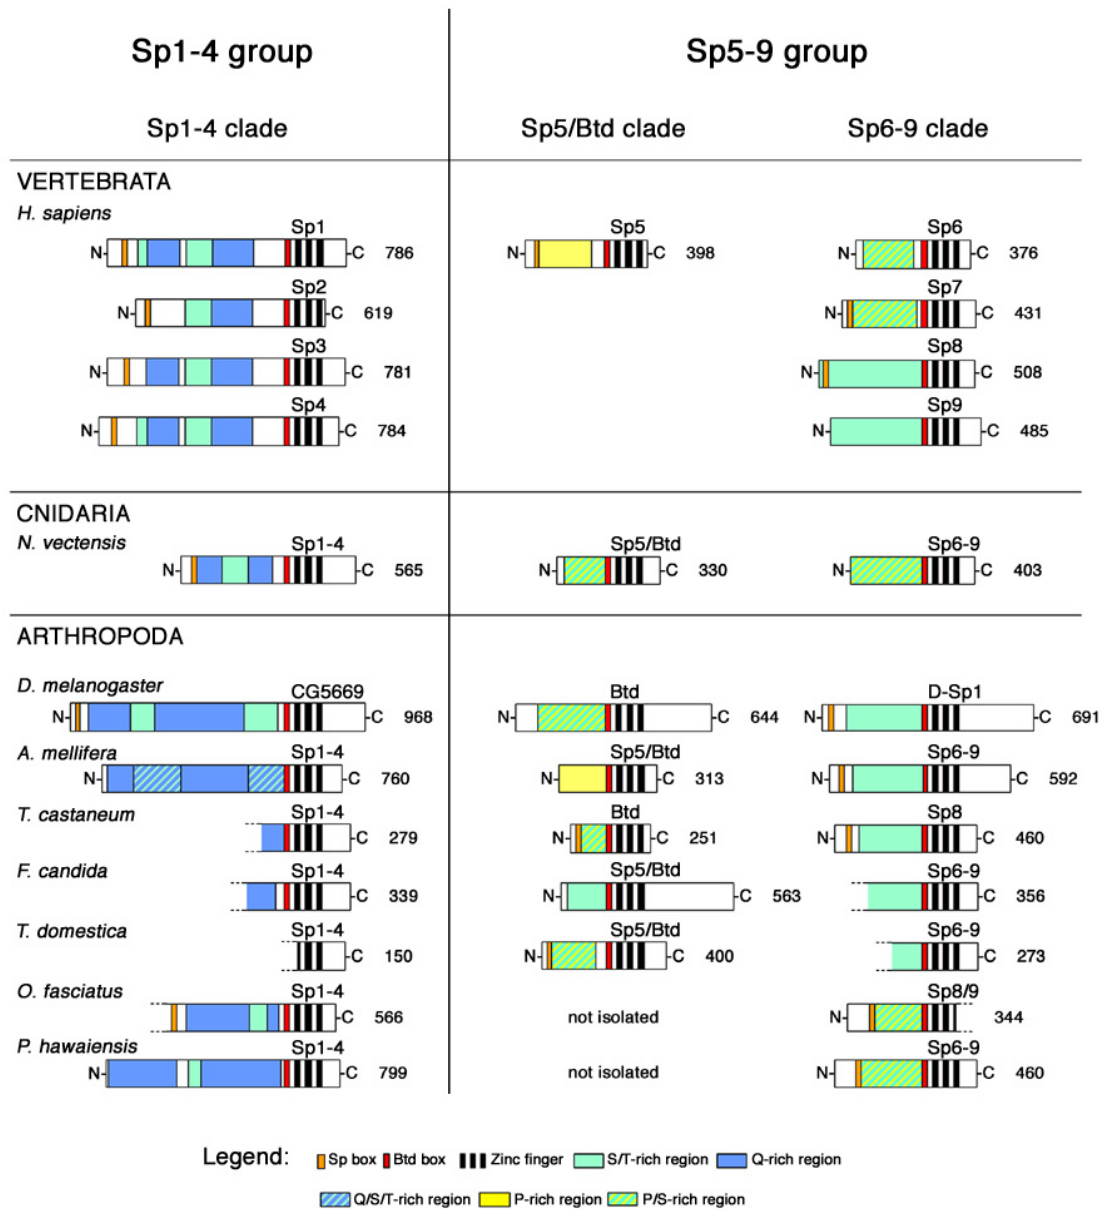 Sp1-4 group Sp5-9 group
Sp1-4 clade Sp5/Btd clade Sp6-9 clade
VERTEBRATA
H. sapiens
Sp1 Sp5 Sp6
N- -C 786 N- -C 398 N- -C 376
Sp2 Sp7
N- -C 619 N- -C 431
Sp3 Sp8
N- -C 781 N- -C 508
Sp4 Sp9
N- -C 784 N- -C 485
CNIDARIA
N. vectensis Sp1-4 Sp5/Btd Sp6-9
N- -C 565 N- -C 330 N- -C 403
ARTHROPODA
D. melanogaster CG5669 Btd D-Sp1
N- -C 968 N- -C 644 N- -C 691
A. mellifera Sp1-4 Sp5/Btd Sp6-9
N- -C 760 N- -C 313 N- -C 592
T. castaneum Sp1-4 Btd Sp8
-C 279 N- -C 251 N- -C 460
F. candida Sp1-4 Sp5/Btd Sp6-9
-C 339 N- -C 563 -C 356
T. domestica Sp1-4 Sp5/Btd Sp6-9
-C 150 N- -C 400 -C 273
O. fasciatus Sp1-4 Sp8/9
-C 566 not isolated N- 344
P. hawaiensis Sp1-4 Sp6-9
N- -C 799 not isolated N- -C 460
Legend: Sp box Btd box Zinc finger S/T-rich region Q-rich region
Q/S/T-rich region P-rich region P/S-rich region